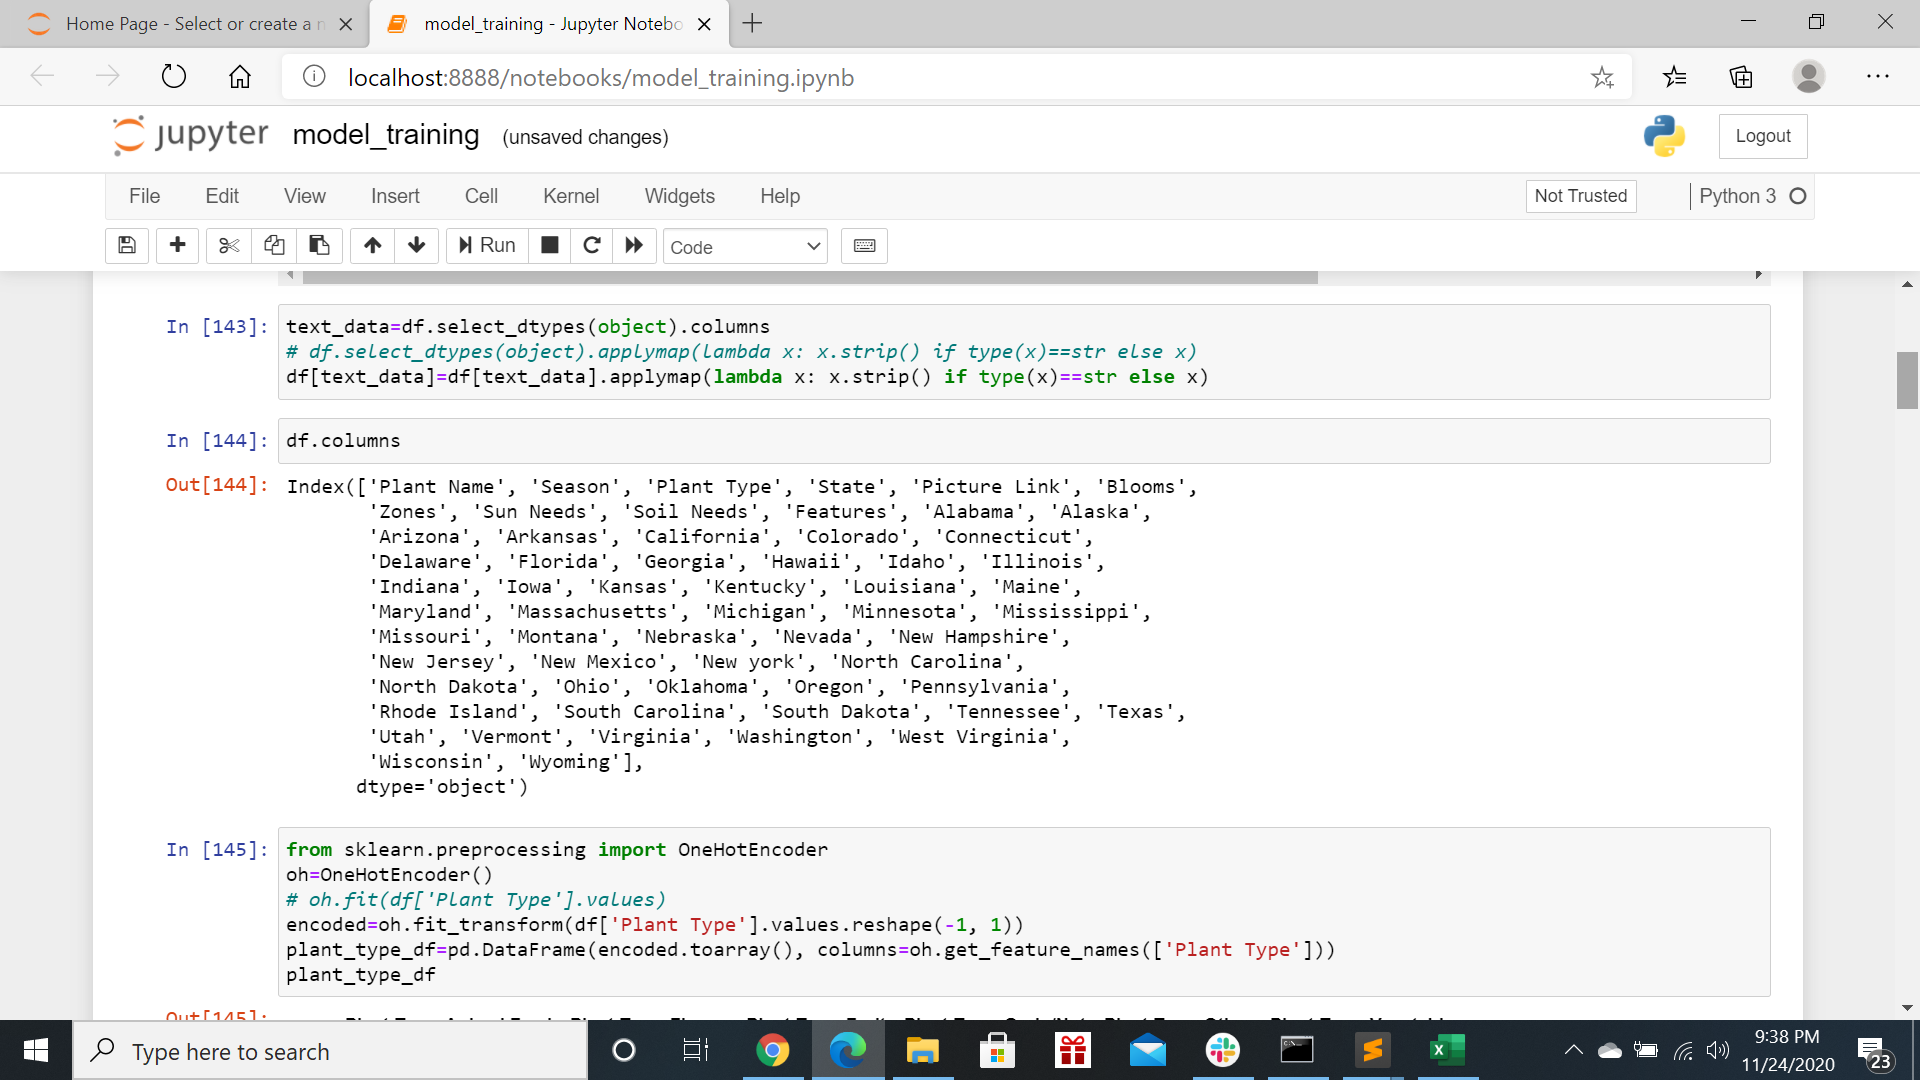 Home Page - Select or create a n
model_training - Jupyter Notebo
localhost:8888/notebooks/model_training.ipynb
jupyter model_training (unsaved changes)
Logout
File Edit View Insert Cell Kernel Widgets Help
Not Trusted
Python 3
Run
Code
In [143]: text_data=df.select_dtypes(object).columns
# df.select_dtypes(object).applymap(lambda x: x.strip() if type(x)==str else x)
df[text_data]=df[text_data].applymap(lambda x: x.strip() if type(x)==str else x)
In [144]: df.columns
Out[144]: Index(['Plant Name', 'Season', 'Plant Type', 'State', 'Picture Link', 'Blooms',
'Zones', 'Sun Needs', 'Soil Needs', 'Features', 'Alabama', 'Alaska',
'Arizona', 'Arkansas', 'California', 'Colorado', 'Connecticut',
'Delaware', 'Florida', 'Georgia', 'Hawaii', 'Idaho', 'Illinois',
'Indiana', 'Iowa', 'Kansas', 'Kentucky', 'Louisiana', 'Maine',
'Maryland', 'Massachusetts', 'Michigan', 'Minnesota', 'Mississippi',
'Missouri', 'Montana', 'Nebraska', 'Nevada', 'New Hampshire',
'New Jersey', 'New Mexico', 'New york', 'North Carolina',
'North Dakota', 'Ohio', 'Oklahoma', 'Oregon', 'Pennsylvania',
'Rhode Island', 'South Carolina', 'South Dakota', 'Tennessee', 'Texas',
'Utah', 'Vermont', 'Virginia', 'Washington', 'West Virginia',
'Wisconsin', 'Wyoming'],
dtype='object')
In [145]: from sklearn.preprocessing import OneHotEncoder
oh=OneHotEncoder()
# oh.fit(df['Plant Type'].values)
encoded=oh.fit_transform(df['Plant Type'].values.reshape(-1, 1))
plant_type_df=pd.DataFrame(encoded.toarray(), columns=oh.get_feature_names(['Plant Type']))
plant_type_df
Out[145]:
Type here to search
9:38 PM
11/24/2020
23